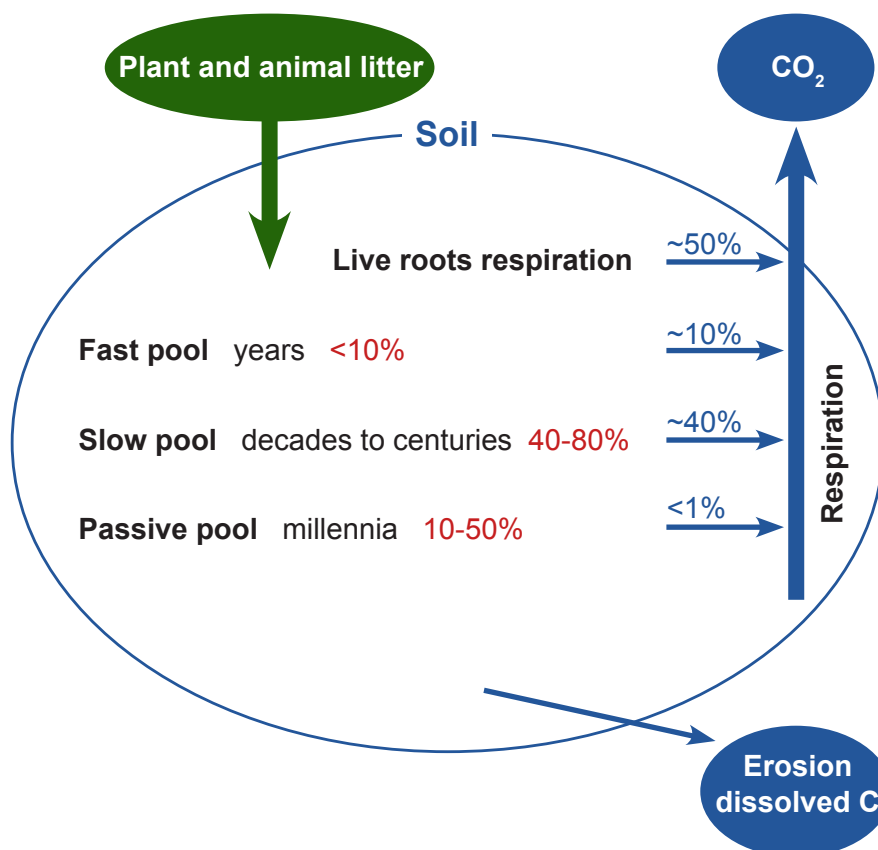 Plant and animal litter
CO₂
Soil
Live roots respiration ~50%
Fast pool years <10% ~10%
Slow pool decades to centuries 40-80% ~40%
Passive pool millennia 10-50% <1%
Respiration
Erosion
dissolved C